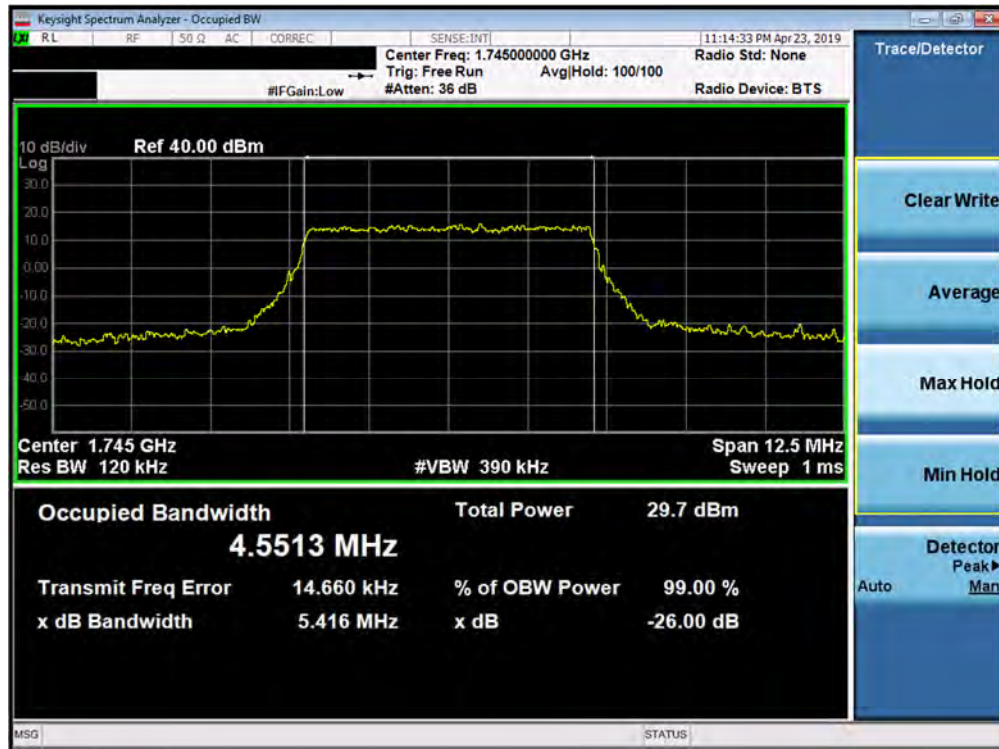 Keysight Spectrum Analyzer - Occupied BW
LXI RL RF 50 Ω AC CORREC SENSE:INT 11:14:33 PM Apr 23, 2019
Center Freq: 1.745000000 GHz Radio Std: None
Trig: Free Run Avg|Hold: 100/100
#IFGain:Low #Atten: 36 dB Radio Device: BTS
10 dB/div Ref 40.00 dBm
Log
30.0
20.0
10.0
0.00
-10.0
-20.0
-30.0
-40.0
-50.0
Center 1.745 GHz Span 12.5 MHz
Res BW 120 kHz #VBW 390 kHz Sweep 1 ms
Occupied Bandwidth Total Power 29.7 dBm
4.5513 MHz
Transmit Freq Error 14.660 kHz % of OBW Power 99.00 %
x dB Bandwidth 5.416 MHz x dB -26.00 dB
MSG STATUS
Trace/Detector
Clear Write
Average
Max Hold
Min Hold
Detector
Peak▶
Auto Man